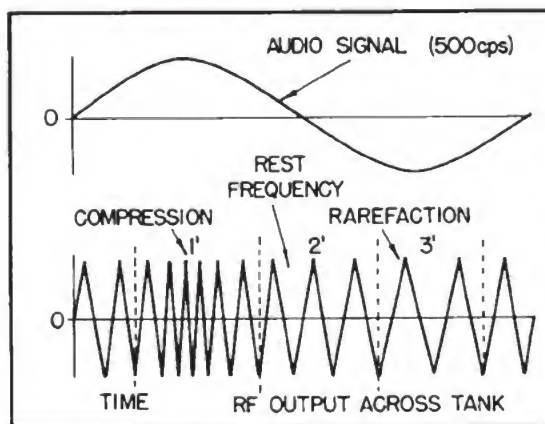 AUDIO SIGNAL (500cps)
0
REST
FREQUENCY
COMPRESSION
RAREFACTION
1' 2' 3'
0
TIME RF OUTPUT ACROSS TANK